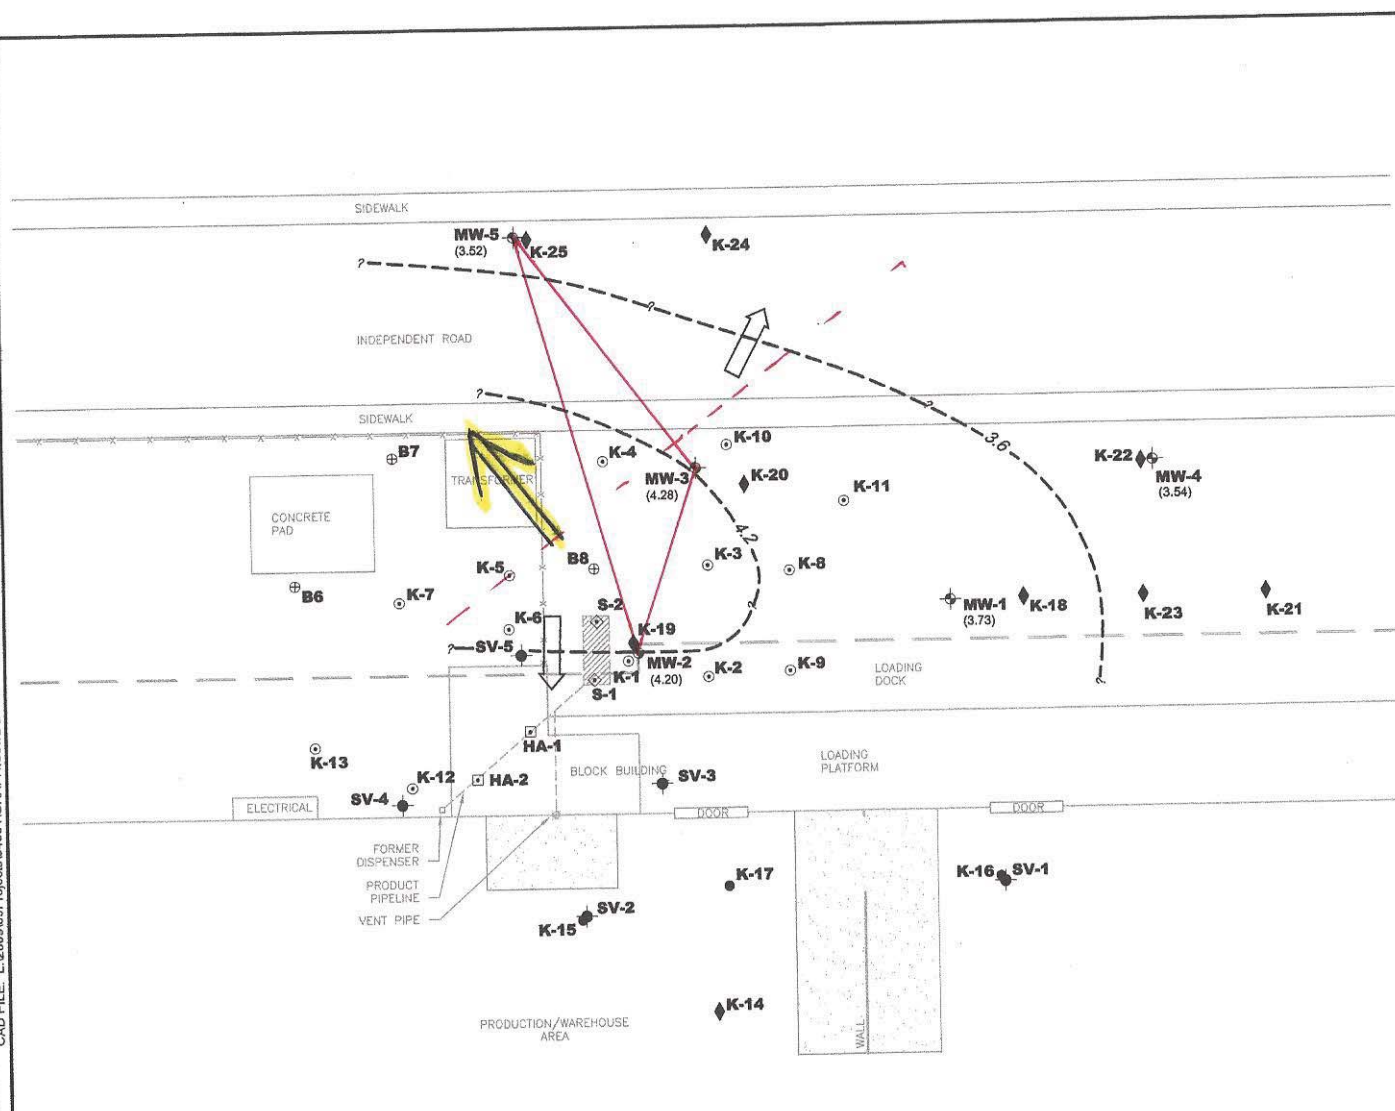 SIDEWALK
MW-5
(3.52)
K-25
K-24
?
?
INDEPENDENT ROAD
?
SIDEWALK
?
B7
TRANSFORMER
K-4
K-10
3.6
MW-3
(4.28)
K-20
K-11
K-22
MW-4
(3.54)
CONCRETE
PAD
4.2
B8
K-3
K-8
K-5
B6
K-7
S-2
?
MW-1
(3.73)
K-18
K-23
K-21
K-6
K-19
?
SV-5
MW-2
(4.20)
K-1
S-1
K-2
K-9
LOADING
DOCK
?
HA-1
K-13
HA-2
BLOCK BUILDING
SV-3
LOADING
PLATFORM
K-12
SV-4
ELECTRICAL
DOOR
DOOR
FORMER
DISPENSER
PRODUCT
PIPELINE
VENT PIPE
K-17
K-16
SV-1
SV-2
K-15
K-14
PRODUCTION/WAREHOUSE
AREA
WALL
CAD FILE: